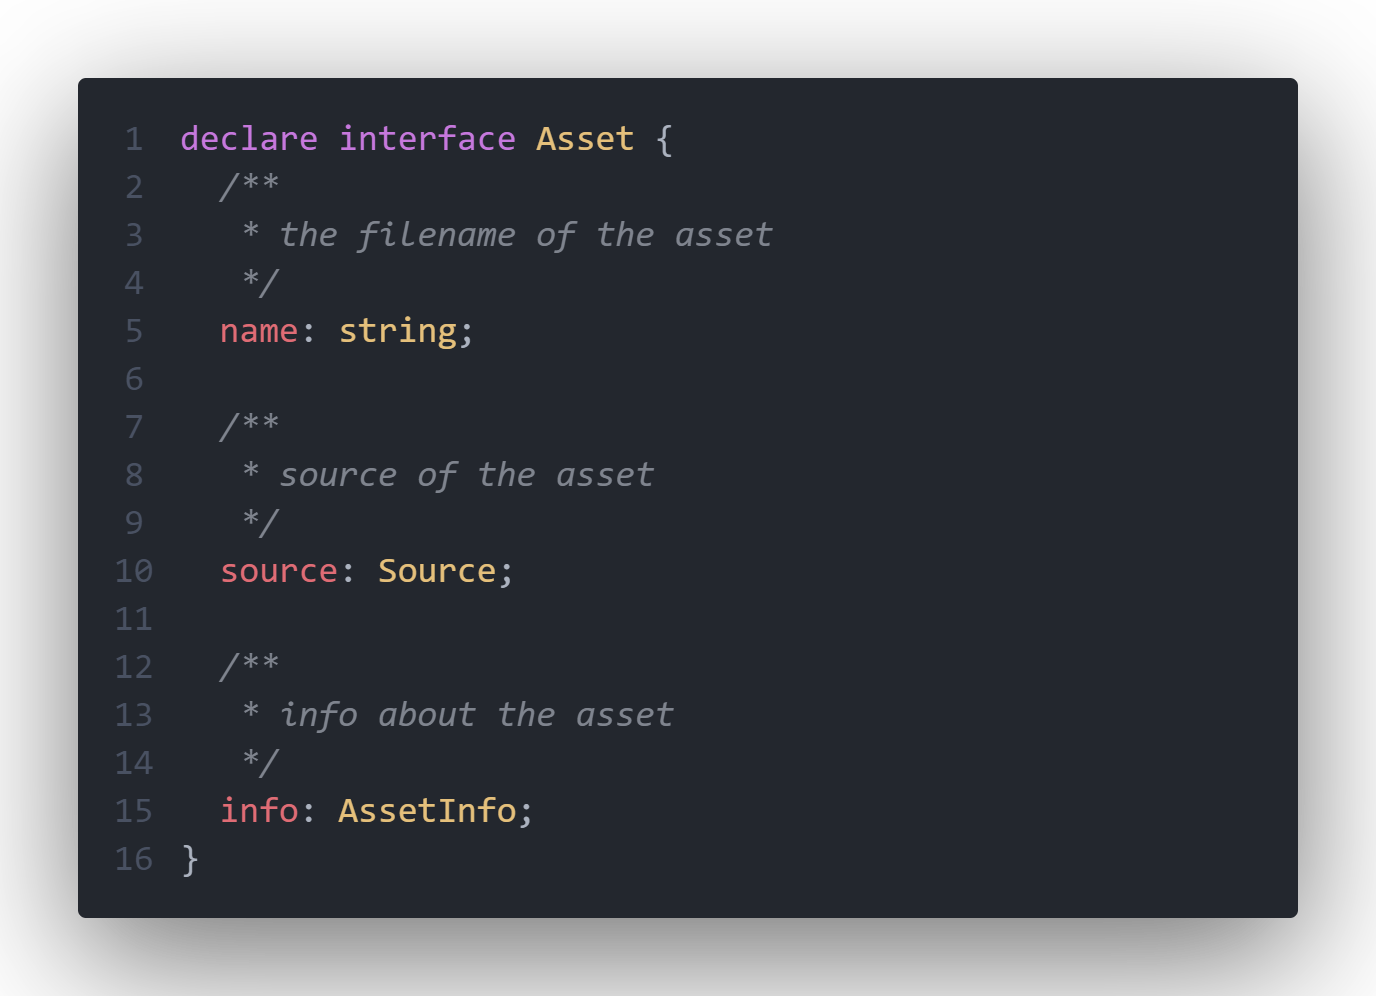 1 declare interface Asset {
2   /**
3    * the filename of the asset
4    */
5   name: string;
6
7   /**
8    * source of the asset
9    */
10   source: Source;
11
12   /**
13    * info about the asset
14    */
15   info: AssetInfo;
16 }